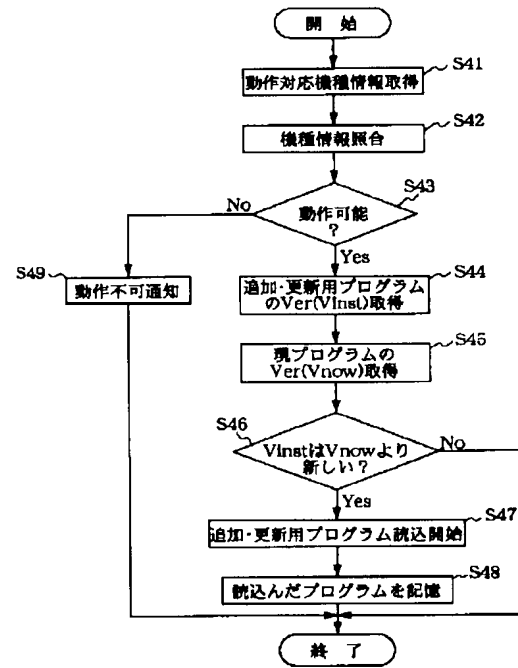 開 始
S41
動作対応機種情報取得
S42
機種情報照合
S43
動作可能
?
No
Yes
S49
動作不可通知
S44
追加・更新用プログラム
のVer(Vinst)取得
S45
現プログラムの
Ver(Vnow)取得
S46
VinstはVnowより
新しい?
No
Yes
S47
追加・更新用プログラム読込開始
S48
読込んだプログラムを記憶
終 了